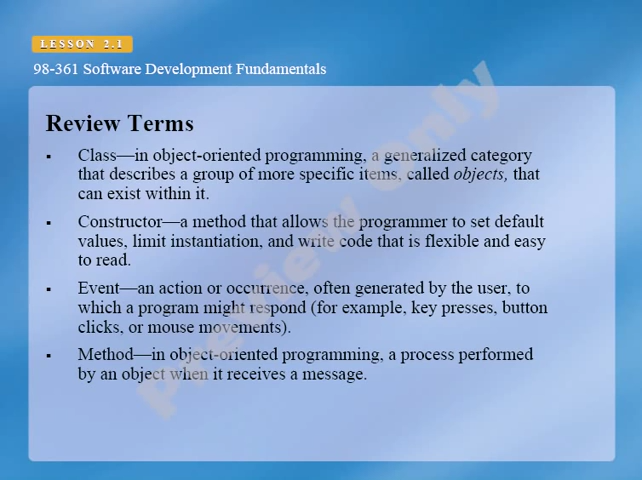 LESSON 2.1
98-361 Software Development Fundamentals
Review Terms
▪ Class—in object-oriented programming, a generalized category
that describes a group of more specific items, called objects, that
can exist within it.
▪ Constructor—a method that allows the programmer to set default
values, limit instantiation, and write code that is flexible and easy
to read.
▪ Event—an action or occurrence, often generated by the user, to
which a program might respond (for example, key presses, button
clicks, or mouse movements).
▪ Method—in object-oriented programming, a process performed
by an object when it receives a message.
Preview Only